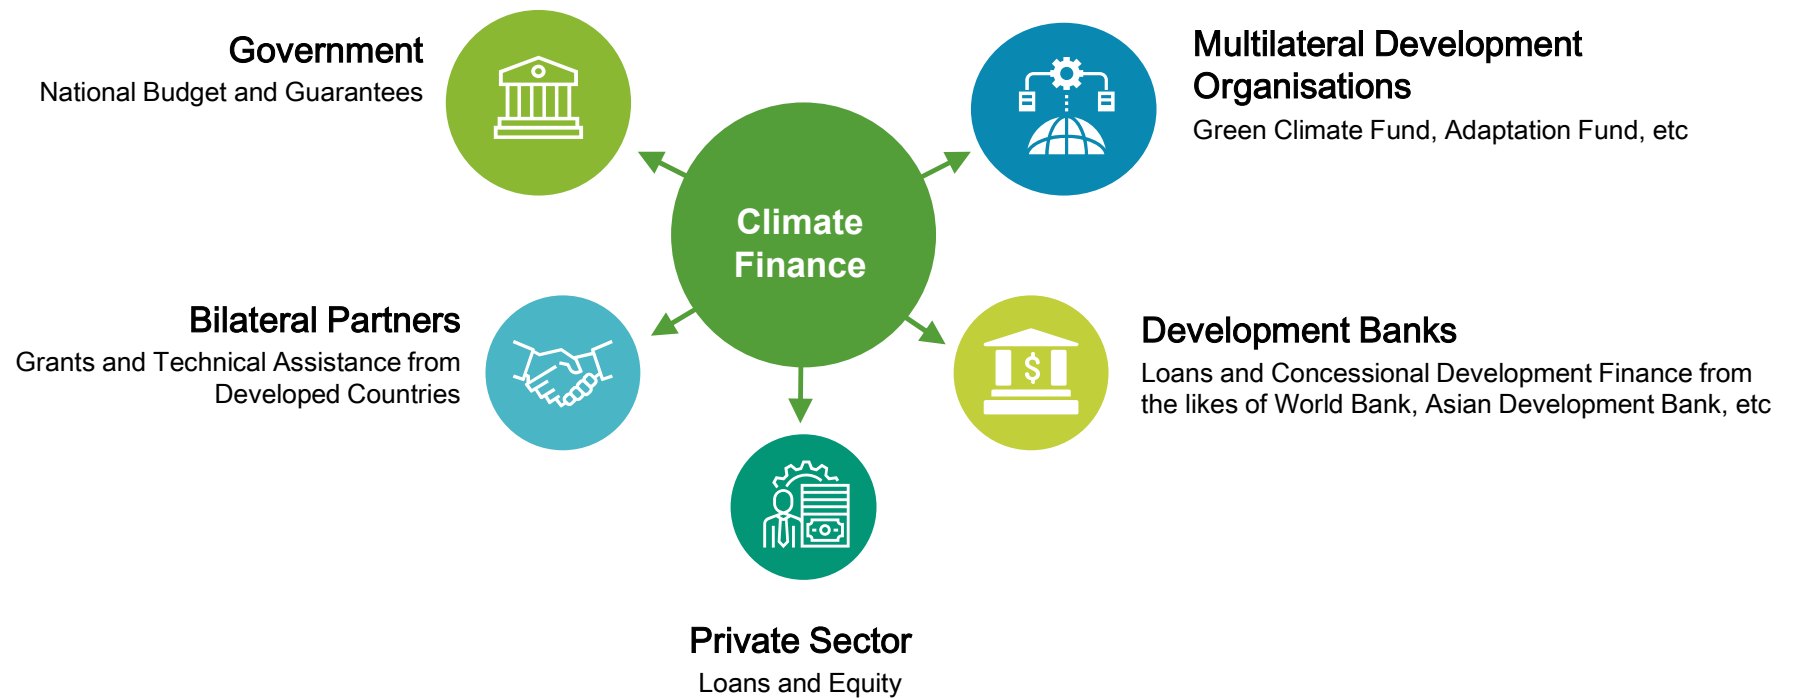 Government
National Budget and Guarantees
Multilateral Development
Organisations
Green Climate Fund, Adaptation Fund, etc
Climate
Finance
Bilateral Partners
Grants and Technical Assistance from
Developed Countries
$
Development Banks
Loans and Concessional Development Finance from
the likes of World Bank, Asian Development Bank, etc
Private Sector
Loans and Equity